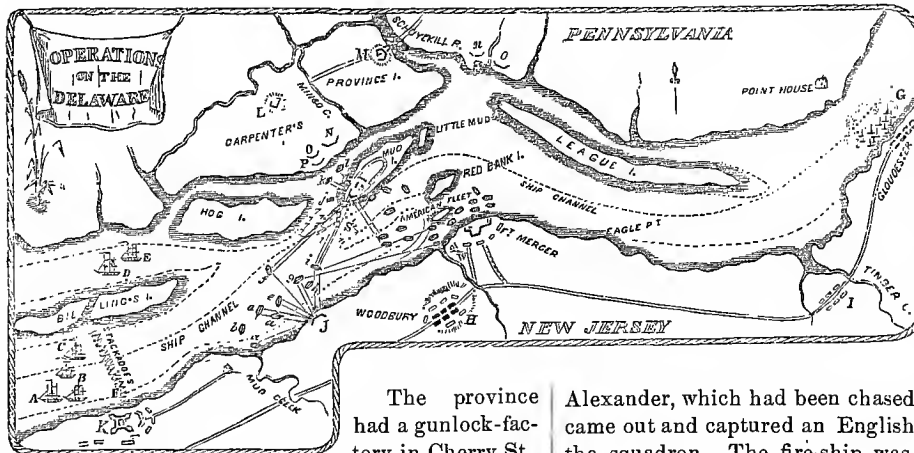 OPERATIONS
ON THE
DELAWARE
PENNSYLVANIA
SCHUYLKILL R.
N
O
M
PROVINCE I.
MINGO C.
POINT HOUSE
G
L
CARPENTER'S
N
O
P
LITTLE MUD I.
MUD I.
LEAGUE I.
RED BANK I.
AMERICAN FLEET
SHIP CHANNEL
EAGLE PT.
GLOUCESTER
HOG I.
FT MERCER
TIMBER C.
E
D
BILLING'S I.
SHIP CHANNEL
a
b
J
WOODBURY
H
NEW JERSEY
I
C
B
A
F
K
MUD CREEK
The province
had a gunlock-fac-
tory in Cherry St.
Alexander, which had been chased
came out and captured an English
the squadron. The fire-ship was